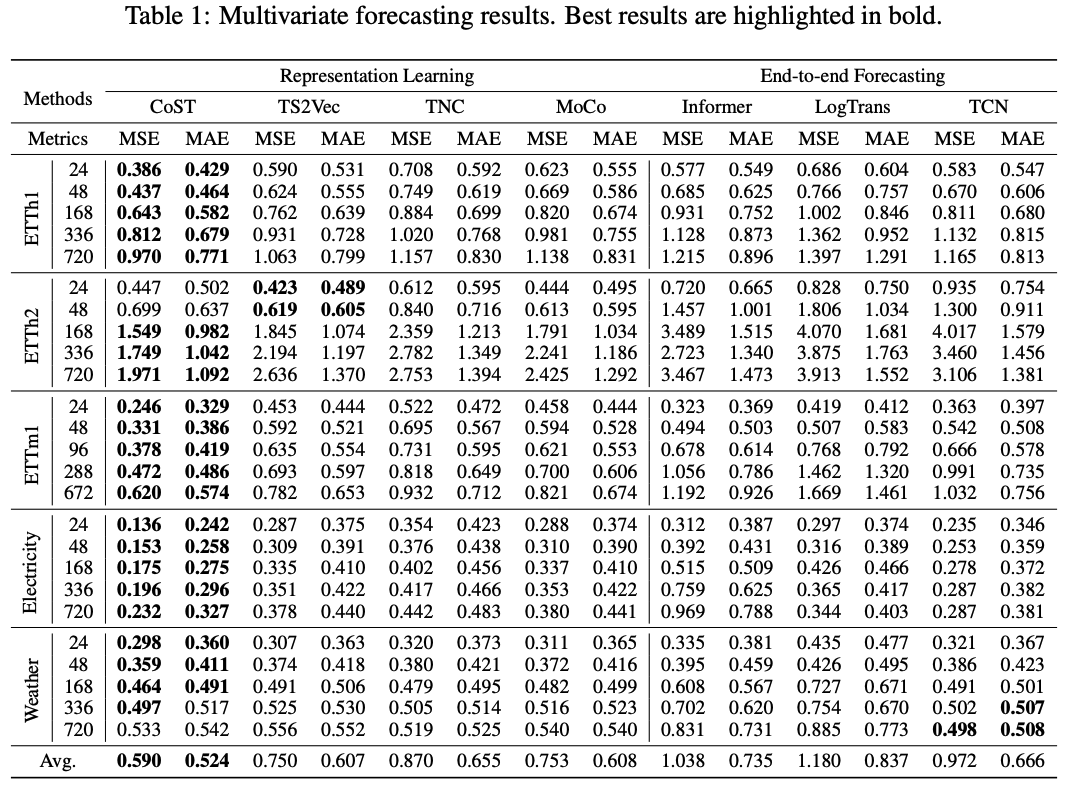 Table 1: Multivariate forecasting results. Best results are highlighted in bold.
Methods Representation Learning End-to-end Forecasting
CoST TS2Vec TNC MoCo Informer LogTrans TCN
Metrics MSE MAE MSE MAE MSE MAE MSE MAE MSE MAE MSE MAE MSE MAE
ETTh1
24 0.386 0.429 0.590 0.531 0.708 0.592 0.623 0.555 0.577 0.549 0.686 0.604 0.583 0.547
48 0.437 0.464 0.624 0.555 0.749 0.619 0.669 0.586 0.685 0.625 0.766 0.757 0.670 0.606
168 0.643 0.582 0.762 0.639 0.884 0.699 0.820 0.674 0.931 0.752 1.002 0.846 0.811 0.680
336 0.812 0.679 0.931 0.728 1.020 0.768 0.981 0.755 1.128 0.873 1.362 0.952 1.132 0.815
720 0.970 0.771 1.063 0.799 1.157 0.830 1.138 0.831 1.215 0.896 1.397 1.291 1.165 0.813
ETTh2
24 0.447 0.502 0.423 0.489 0.612 0.595 0.444 0.495 0.720 0.665 0.828 0.750 0.935 0.754
48 0.699 0.637 0.619 0.605 0.840 0.716 0.613 0.595 1.457 1.001 1.806 1.034 1.300 0.911
168 1.549 0.982 1.845 1.074 2.359 1.213 1.791 1.034 3.489 1.515 4.070 1.681 4.017 1.579
336 1.749 1.042 2.194 1.197 2.782 1.349 2.241 1.186 2.723 1.340 3.875 1.763 3.460 1.456
720 1.971 1.092 2.636 1.370 2.753 1.394 2.425 1.292 3.467 1.473 3.913 1.552 3.106 1.381
ETTm1
24 0.246 0.329 0.453 0.444 0.522 0.472 0.458 0.444 0.323 0.369 0.419 0.412 0.363 0.397
48 0.331 0.386 0.592 0.521 0.695 0.567 0.594 0.528 0.494 0.503 0.507 0.583 0.542 0.508
96 0.378 0.419 0.635 0.554 0.731 0.595 0.621 0.553 0.678 0.614 0.768 0.792 0.666 0.578
288 0.472 0.486 0.693 0.597 0.818 0.649 0.700 0.606 1.056 0.786 1.462 1.320 0.991 0.735
672 0.620 0.574 0.782 0.653 0.932 0.712 0.821 0.674 1.192 0.926 1.669 1.461 1.032 0.756
Electricity
24 0.136 0.242 0.287 0.375 0.354 0.423 0.288 0.374 0.312 0.387 0.297 0.374 0.235 0.346
48 0.153 0.258 0.309 0.391 0.376 0.438 0.310 0.390 0.392 0.431 0.316 0.389 0.253 0.359
168 0.175 0.275 0.335 0.410 0.402 0.456 0.337 0.410 0.515 0.509 0.426 0.466 0.278 0.372
336 0.196 0.296 0.351 0.422 0.417 0.466 0.353 0.422 0.759 0.625 0.365 0.417 0.287 0.382
720 0.232 0.327 0.378 0.440 0.442 0.483 0.380 0.441 0.969 0.788 0.344 0.403 0.287 0.381
Weather
24 0.298 0.360 0.307 0.363 0.320 0.373 0.311 0.365 0.335 0.381 0.435 0.477 0.321 0.367
48 0.359 0.411 0.374 0.418 0.380 0.421 0.372 0.416 0.395 0.459 0.426 0.495 0.386 0.423
168 0.464 0.491 0.491 0.506 0.479 0.495 0.482 0.499 0.608 0.567 0.727 0.671 0.491 0.501
336 0.497 0.517 0.525 0.530 0.505 0.514 0.516 0.523 0.702 0.620 0.754 0.670 0.502 0.507
720 0.533 0.542 0.556 0.552 0.519 0.525 0.540 0.540 0.831 0.731 0.885 0.773 0.498 0.508
Avg. 0.590 0.524 0.750 0.607 0.870 0.655 0.753 0.608 1.038 0.735 1.180 0.837 0.972 0.666